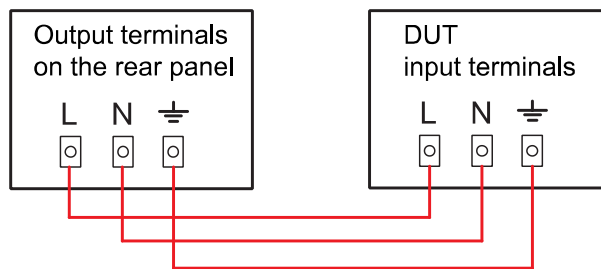 Output terminals
on the rear panel
L N
DUT
input terminals
L N